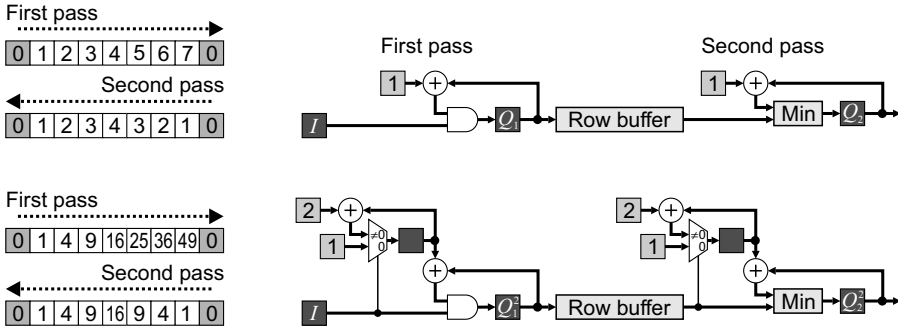 First pass
0 1 2 3 4 5 6 7 0
Second pass
0 1 2 3 4 3 2 1 0
First pass
Second pass
1 + 1 +
I Q1 Row buffer Min Q2
First pass
0 1 4 9 16 25 36 49 0
Second pass
0 1 4 9 16 9 4 1 0
2 + 2 +
1 ≠0 0 1 ≠0 0
+ +
I Q1² Row buffer Min Q2²